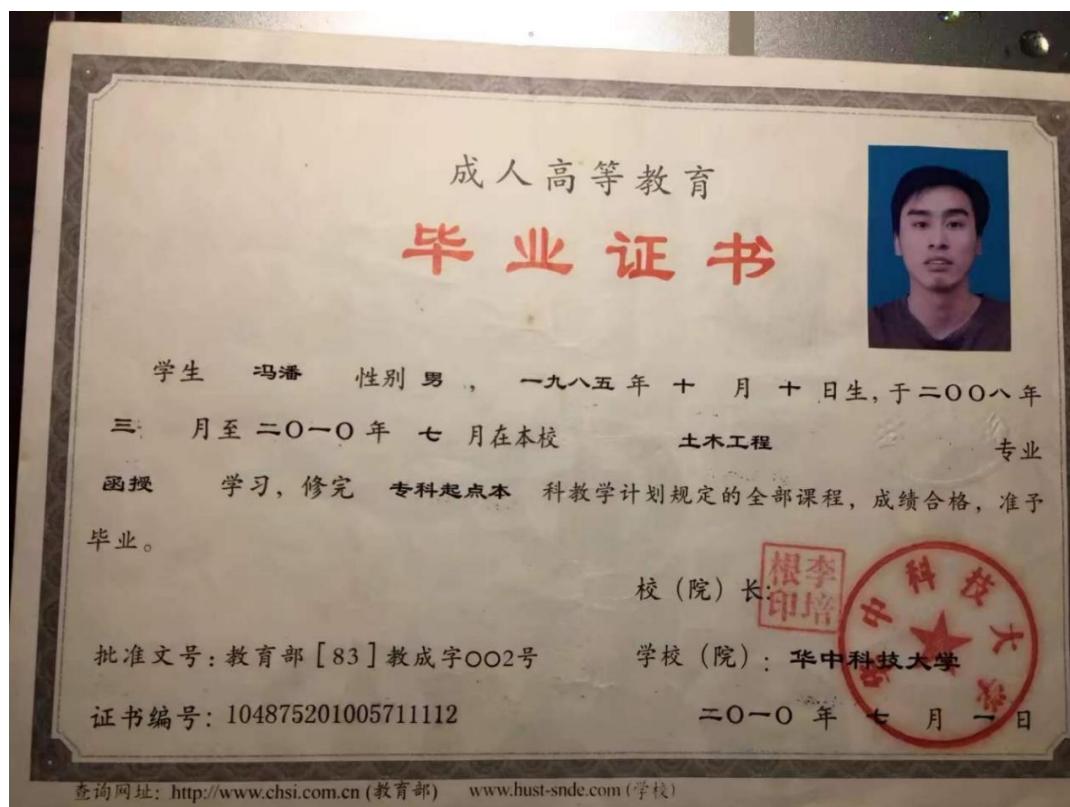 成人高等教育
毕业证书
学生 冯潘 性别 男 ， 一九八五 年 十 月 十 日生，于二〇〇八年
三 月至 二〇一〇 年 七 月在本校 土木工程 专业
函授 学习，修完 专科起点本 科教学计划规定的全部课程，成绩合格，准予
毕业。
校（院）长：
李培根印
批准文号：教育部［83］教成字002号
学校（院）：华中科技大学
华中科技大学
证书编号：104875201005711112
二〇一〇 年 七 月 一 日
查询网址：http://www.chsi.com.cn (教育部) www.hust-snde.com (学校)